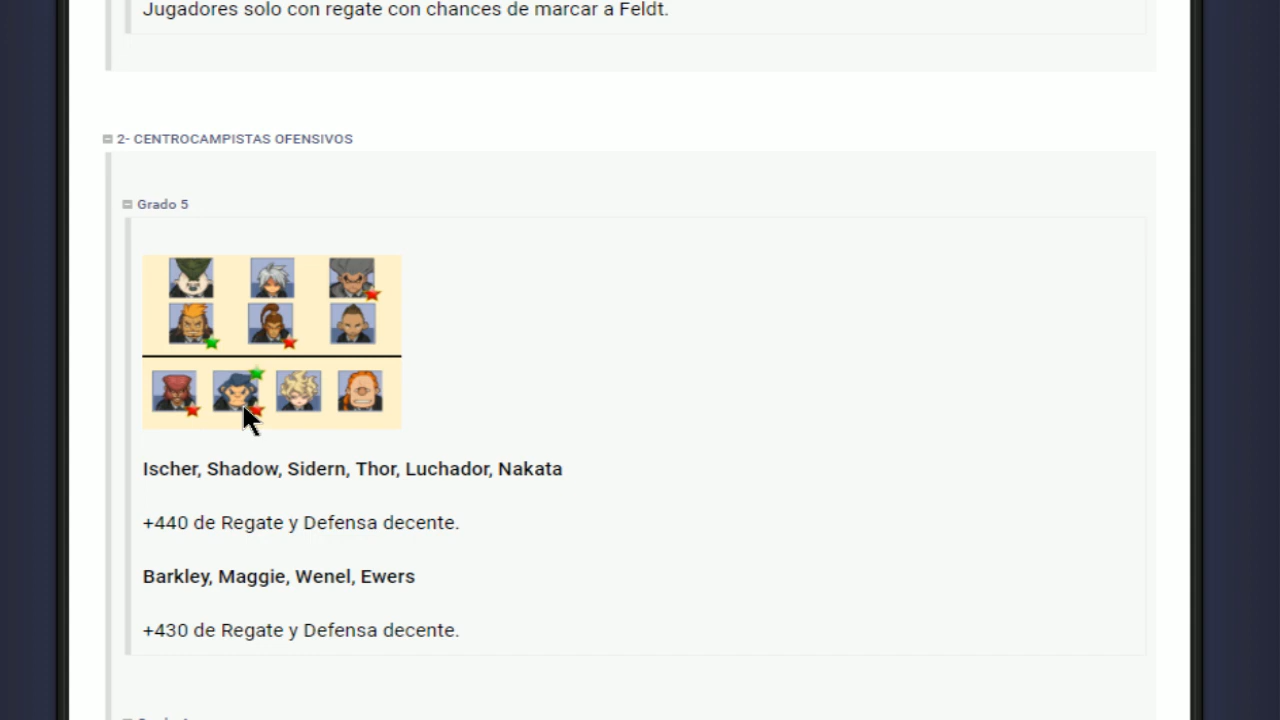 Jugadores solo con regate con chances de marcar a Feldt.
2- CENTROCAMPISTAS OFENSIVOS
Grado 5
Ischer, Shadow, Sidern, Thor, Luchador, Nakata
+440 de Regate y Defensa decente.
Barkley, Maggie, Wenel, Ewers
+430 de Regate y Defensa decente.